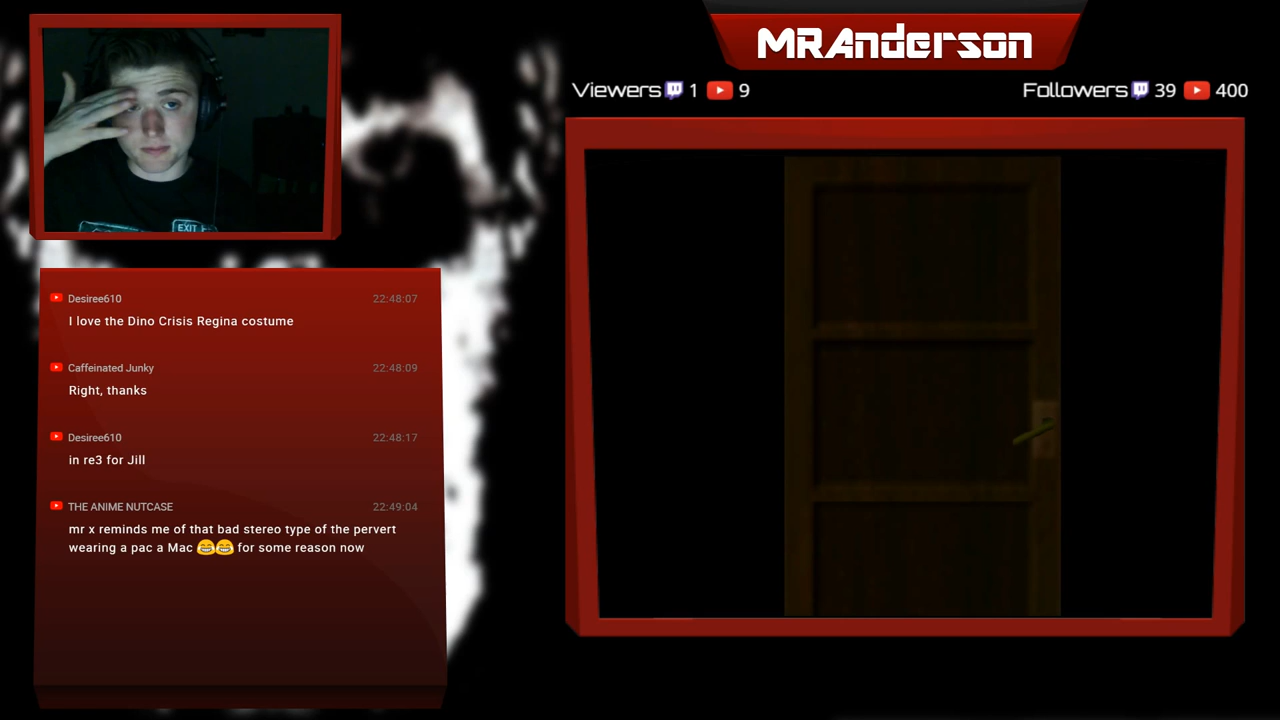 EXIT
MRAnderson
Viewers 1 9
Followers 39 400
Desiree610 22:48:07
I love the Dino Crisis Regina costume
Caffeinated Junky 22:48:09
Right, thanks
Desiree610 22:48:17
in re3 for Jill
THE ANIME NUTCASE 22:49:04
mr x reminds me of that bad stereo type of the pervert
wearing a pac a Mac 😂😂 for some reason now